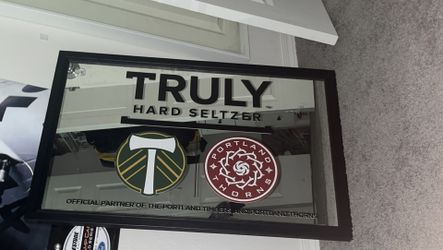 TRULY
HARD SELTZER
PORTLAND
THORNS
OFFICIAL PARTNER OF THE PORTLAND TIMBERS AND PORTLAND THORNS